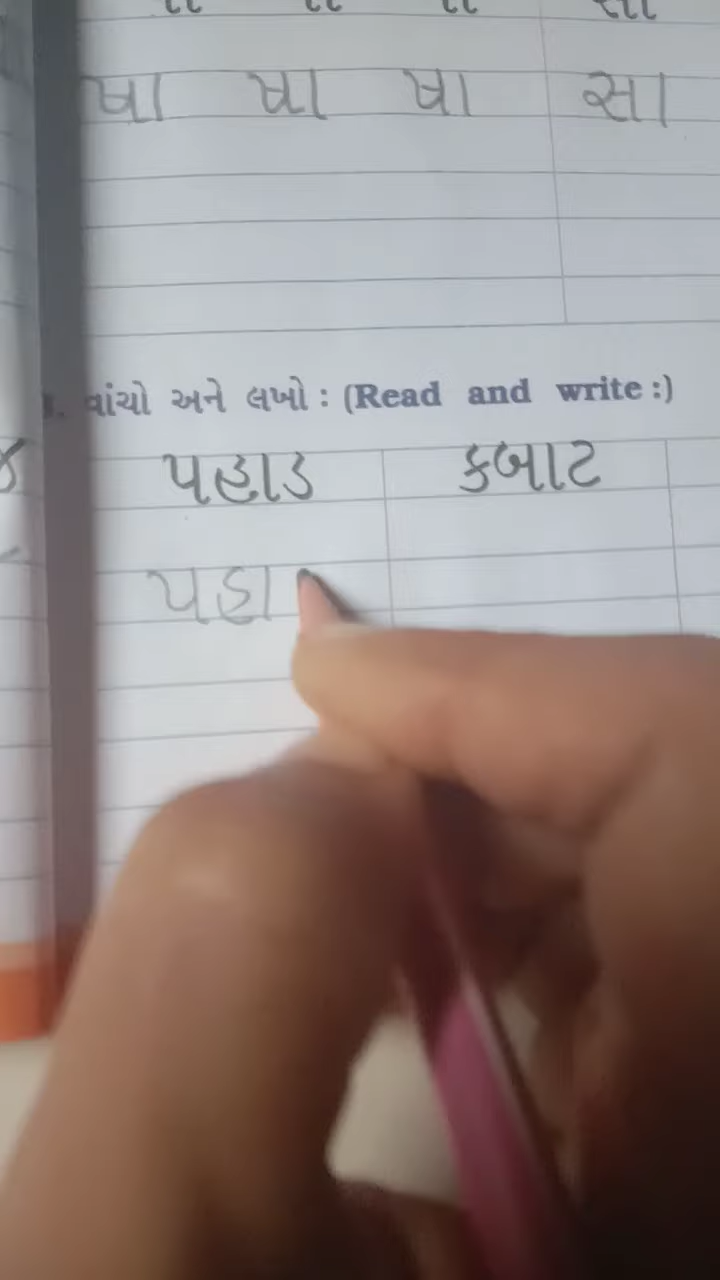 ષા ષા ષા સા
વાંચો અને લખો : (Read and write :)
પહાડ કબાટ
પહા